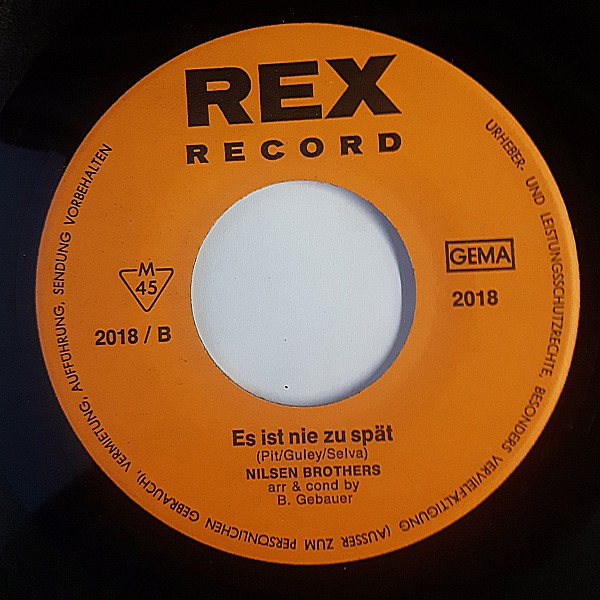 REX
RECORD
URHEBER- UND LEISTUNGSSCHUTZRECHTE, BESONDERS VERVIELFÄLTIGUNG (AUSSER ZUM PERSÖNLICHEN GEBRAUCH), VERMIETUNG, AUFFÜHRUNG, SENDUNG VORBEHALTEN
M
45
GEMA
2018 / B
2018
Es ist nie zu spät
(Pit/Guley/Selva)
NILSEN BROTHERS
arr & cond by
B. Gebauer